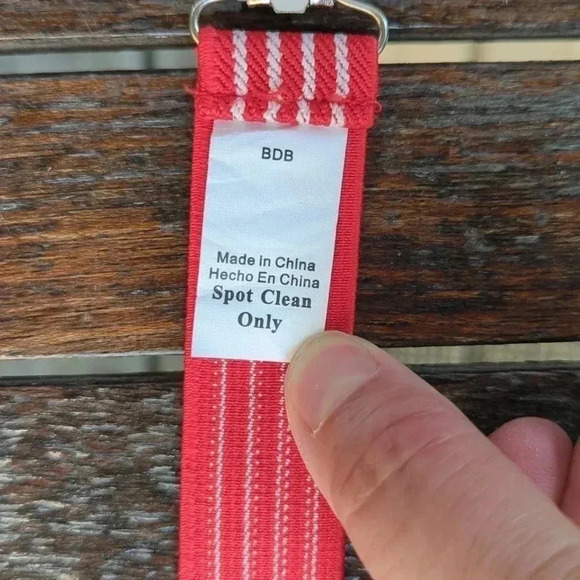 BDB
Made in China
Hecho En China
Spot Clean
Only